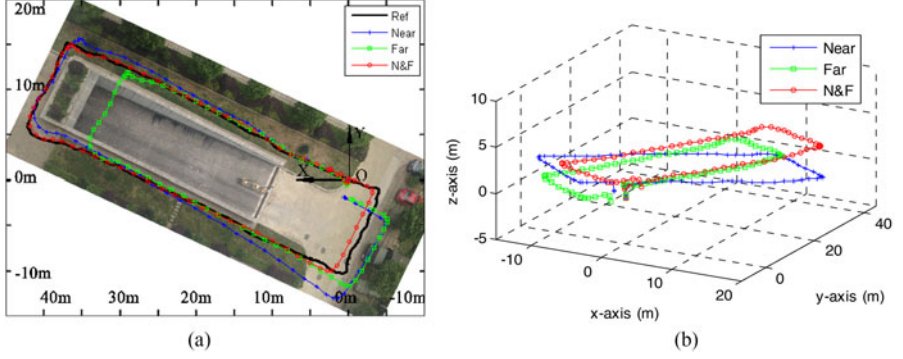 20m
10m
0m
-10m
40m 30m 20m 10m 0m -10m
Ref
Near
Far
N&F
Y
X
O
(a)
10
5
0
-5
z-axis (m)
-10
0
10
20
x-axis (m)
0
20
40
y-axis (m)
Near
Far
N&F
(b)